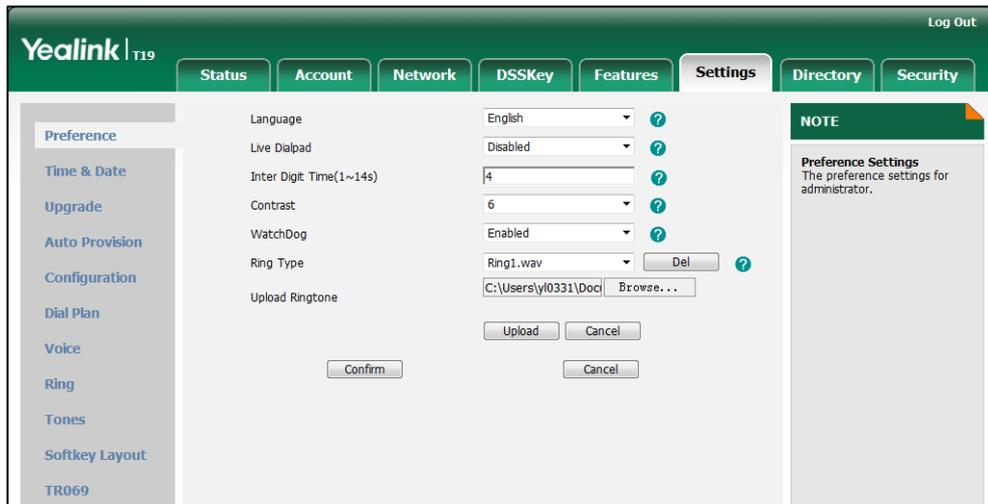 Log Out
Yealink T19
Status Account Network DSSKey Features Settings Directory Security
Preference
Time & Date
Upgrade
Auto Provision
Configuration
Dial Plan
Voice
Ring
Tones
Softkey Layout
TR069
Language English ?
Live Dialpad Disabled ?
Inter Digit Time(1~14s) 4 ?
Contrast 6 ?
WatchDog Enabled ?
Ring Type Ring1.wav Del ?
Upload Ringtone C:\Users\yl0331\Doc Browse...
Upload Cancel
Confirm Cancel
NOTE
Preference Settings
The preference settings for
administrator.